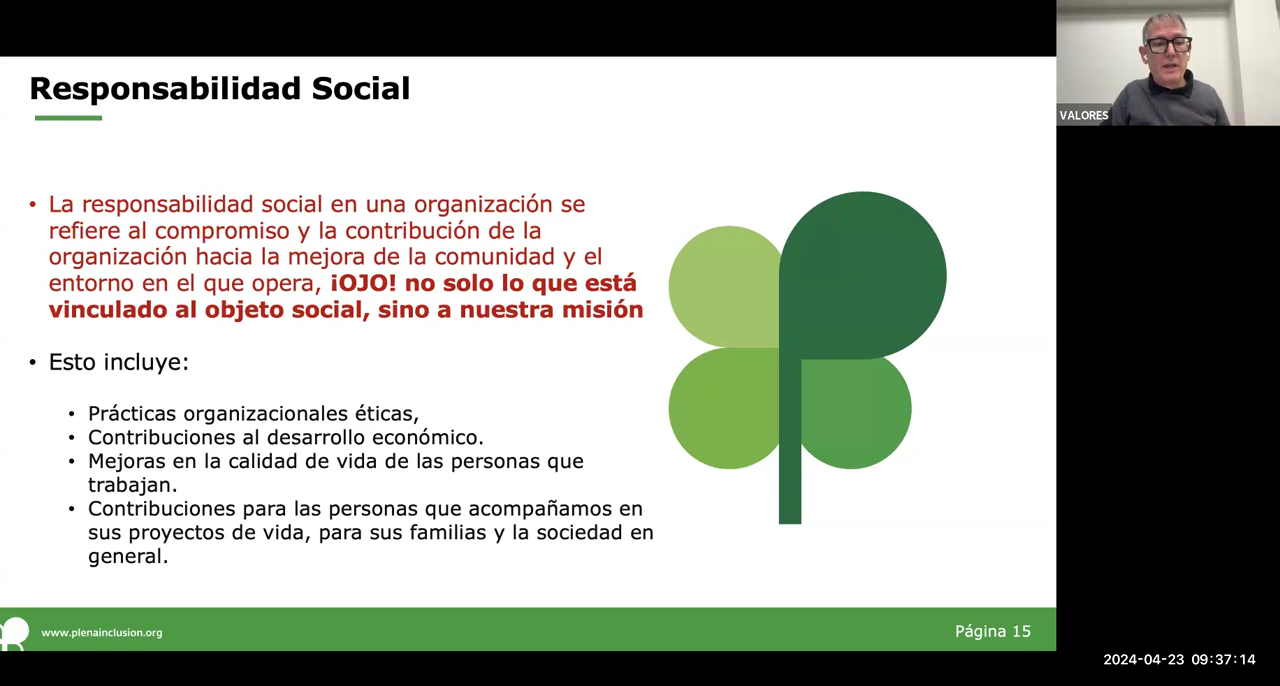 Responsabilidad Social
• La responsabilidad social en una organización se
refiere al compromiso y la contribución de la
organización hacia la mejora de la comunidad y el
entorno en el que opera, ¡OJO! no solo lo que está
vinculado al objeto social, sino a nuestra misión
• Esto incluye:
• Prácticas organizacionales éticas,
• Contribuciones al desarrollo económico.
• Mejoras en la calidad de vida de las personas que
trabajan.
• Contribuciones para las personas que acompañamos en
sus proyectos de vida, para sus familias y la sociedad en
general.
www.plenainclusion.org
Página 15
VALORES
2024-04-23 09:37:14